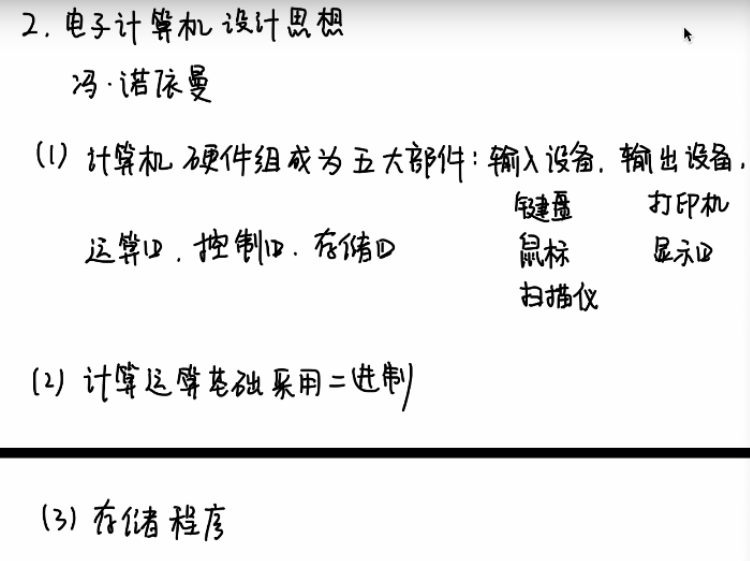 2. 电子计算机设计思想
冯·诺依曼
(1) 计算机硬件组成为五大部件：输入设备、输出设备、
键盘 打印机
运算器、控制器、存储器 鼠标 显示器
扫描仪
(2) 计算运算基础采用二进制
(3) 存储程序